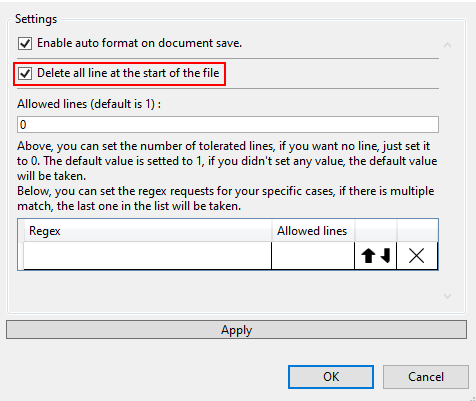 Settings
Enable auto format on document save.
Delete all line at the start of the file
Allowed lines (default is 1) :
0
Above, you can set the number of tolerated lines, if you want no line, just set it
to 0. The default value is setted to 1, if you didn't set any value, the default value
will be taken.
Below, you can set the regex requests for your specific cases, if there is multiple
match, the last one in the list will be taken.
Regex Allowed lines
Apply
OK Cancel